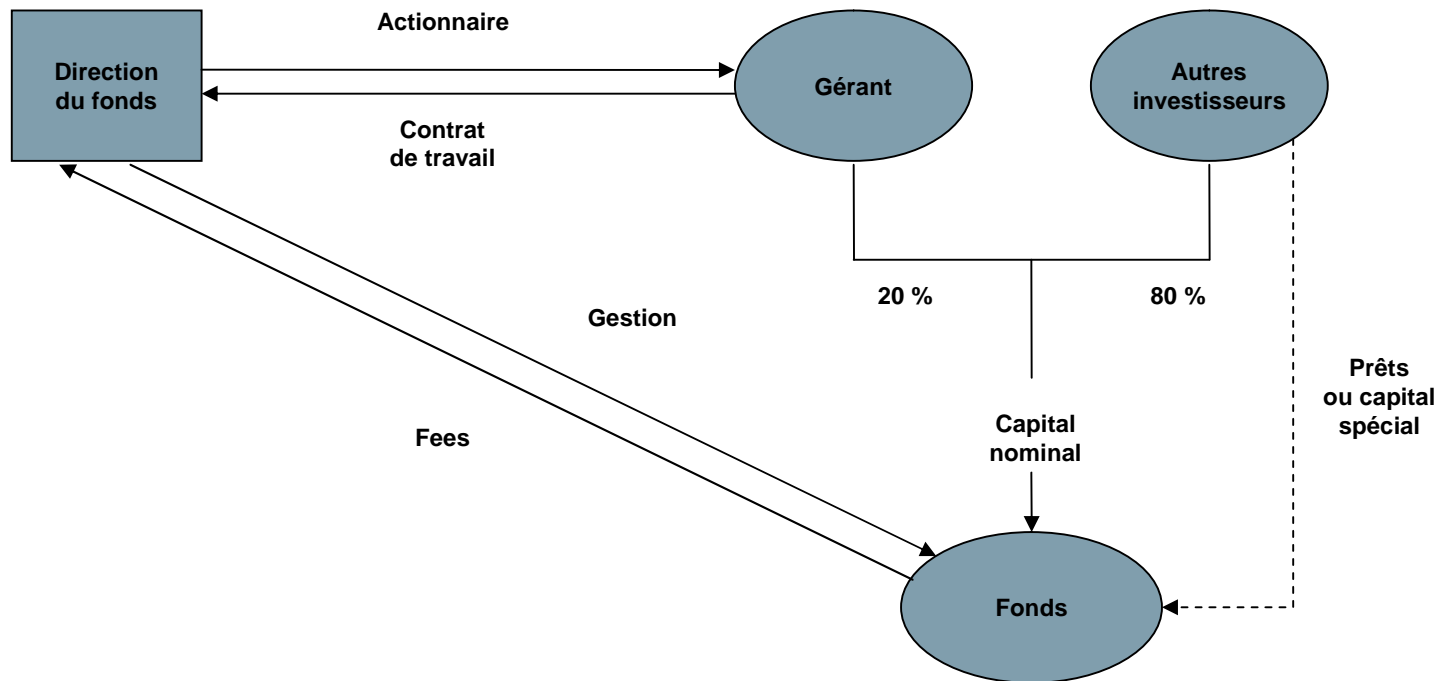 Actionnaire
Direction
du fonds
Gérant
Autres
investisseurs
Contrat
de travail
20 %
80 %
Gestion
Prêts
ou capital
spécial
Fees
Capital
nominal
Fonds